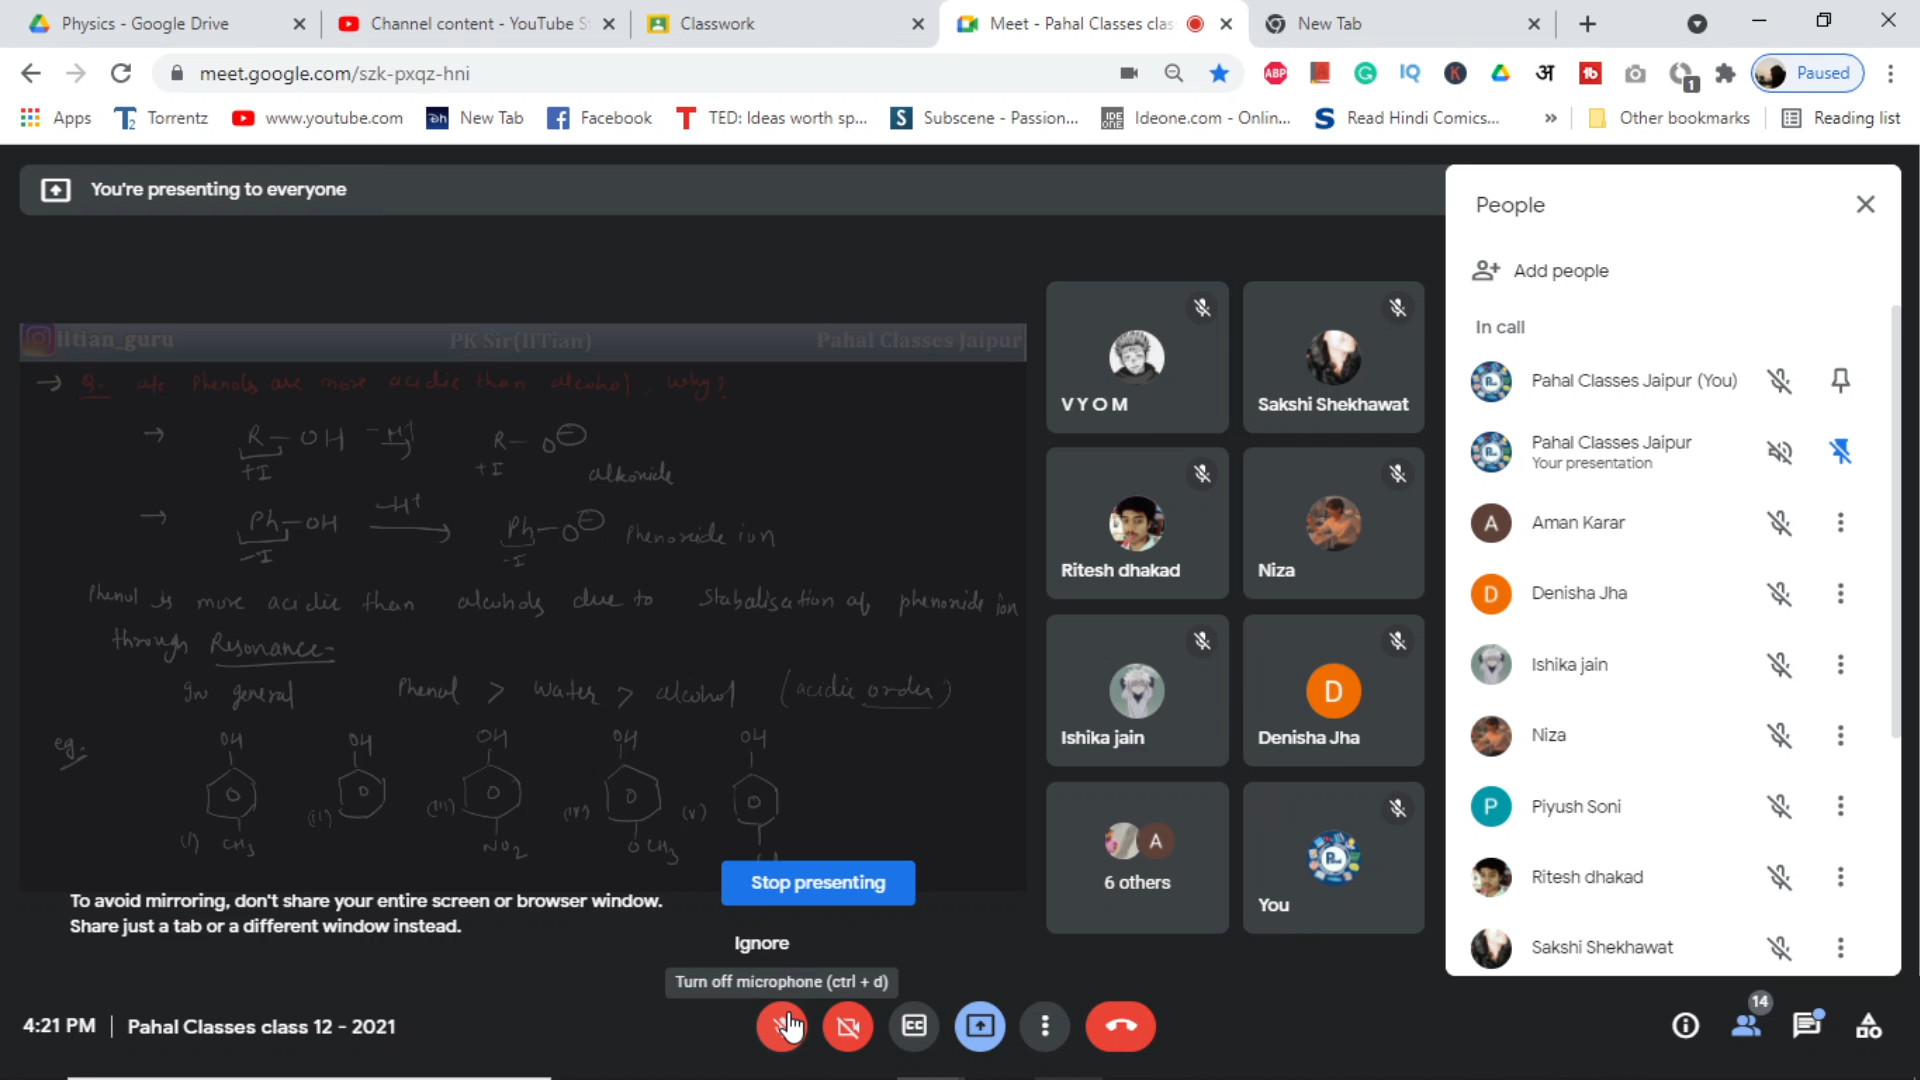 Physics - Google Drive
Channel content - YouTube S
Classwork
Meet - Pahal Classes clas
New Tab
meet.google.com/szk-pxqz-hni
ABP
IQ
K
अ
tb
1
Paused
Apps
Torrentz
www.youtube.com
New Tab
Facebook
TED: Ideas worth sp...
Subscene - Passion...
Ideone.com - Onlin...
Read Hindi Comics...
»
Other bookmarks
Reading list
You're presenting to everyone
iitian_guru
PK Sir(IITian)
Pahal Classes Jaipur
→ Q. Phenols are more acidic than alcohol, Why?
→ R-OH -H⁺ R-O⊖
+I +I alkoxide
→ Ph-OH -H⁺ Ph-O⊖ Phenoxide ion
-I -I
Phenol is more acidic than alcohols due to Stabalisation of phenoxide ion
through Resonance-
In general Phenol > Water > alcohol (acidic order)
eg. OH OH OH OH OH
(i) (ii) (iii) (iv) (v)
CH3 NO2 OCH3
To avoid mirroring, don't share your entire screen or browser window.
Share just a tab or a different window instead.
Stop presenting
Ignore
Turn off microphone (ctrl + d)
V Y O M
Sakshi Shekhawat
Ritesh dhakad
Niza
Ishika jain
D
Denisha Jha
A
6 others
You
People
Add people
In call
Pahal Classes Jaipur (You)
Pahal Classes Jaipur
Your presentation
A
Aman Karar
D
Denisha Jha
Ishika jain
Niza
P
Piyush Soni
Ritesh dhakad
Sakshi Shekhawat
4:21 PM
Pahal Classes class 12 - 2021
CC
14